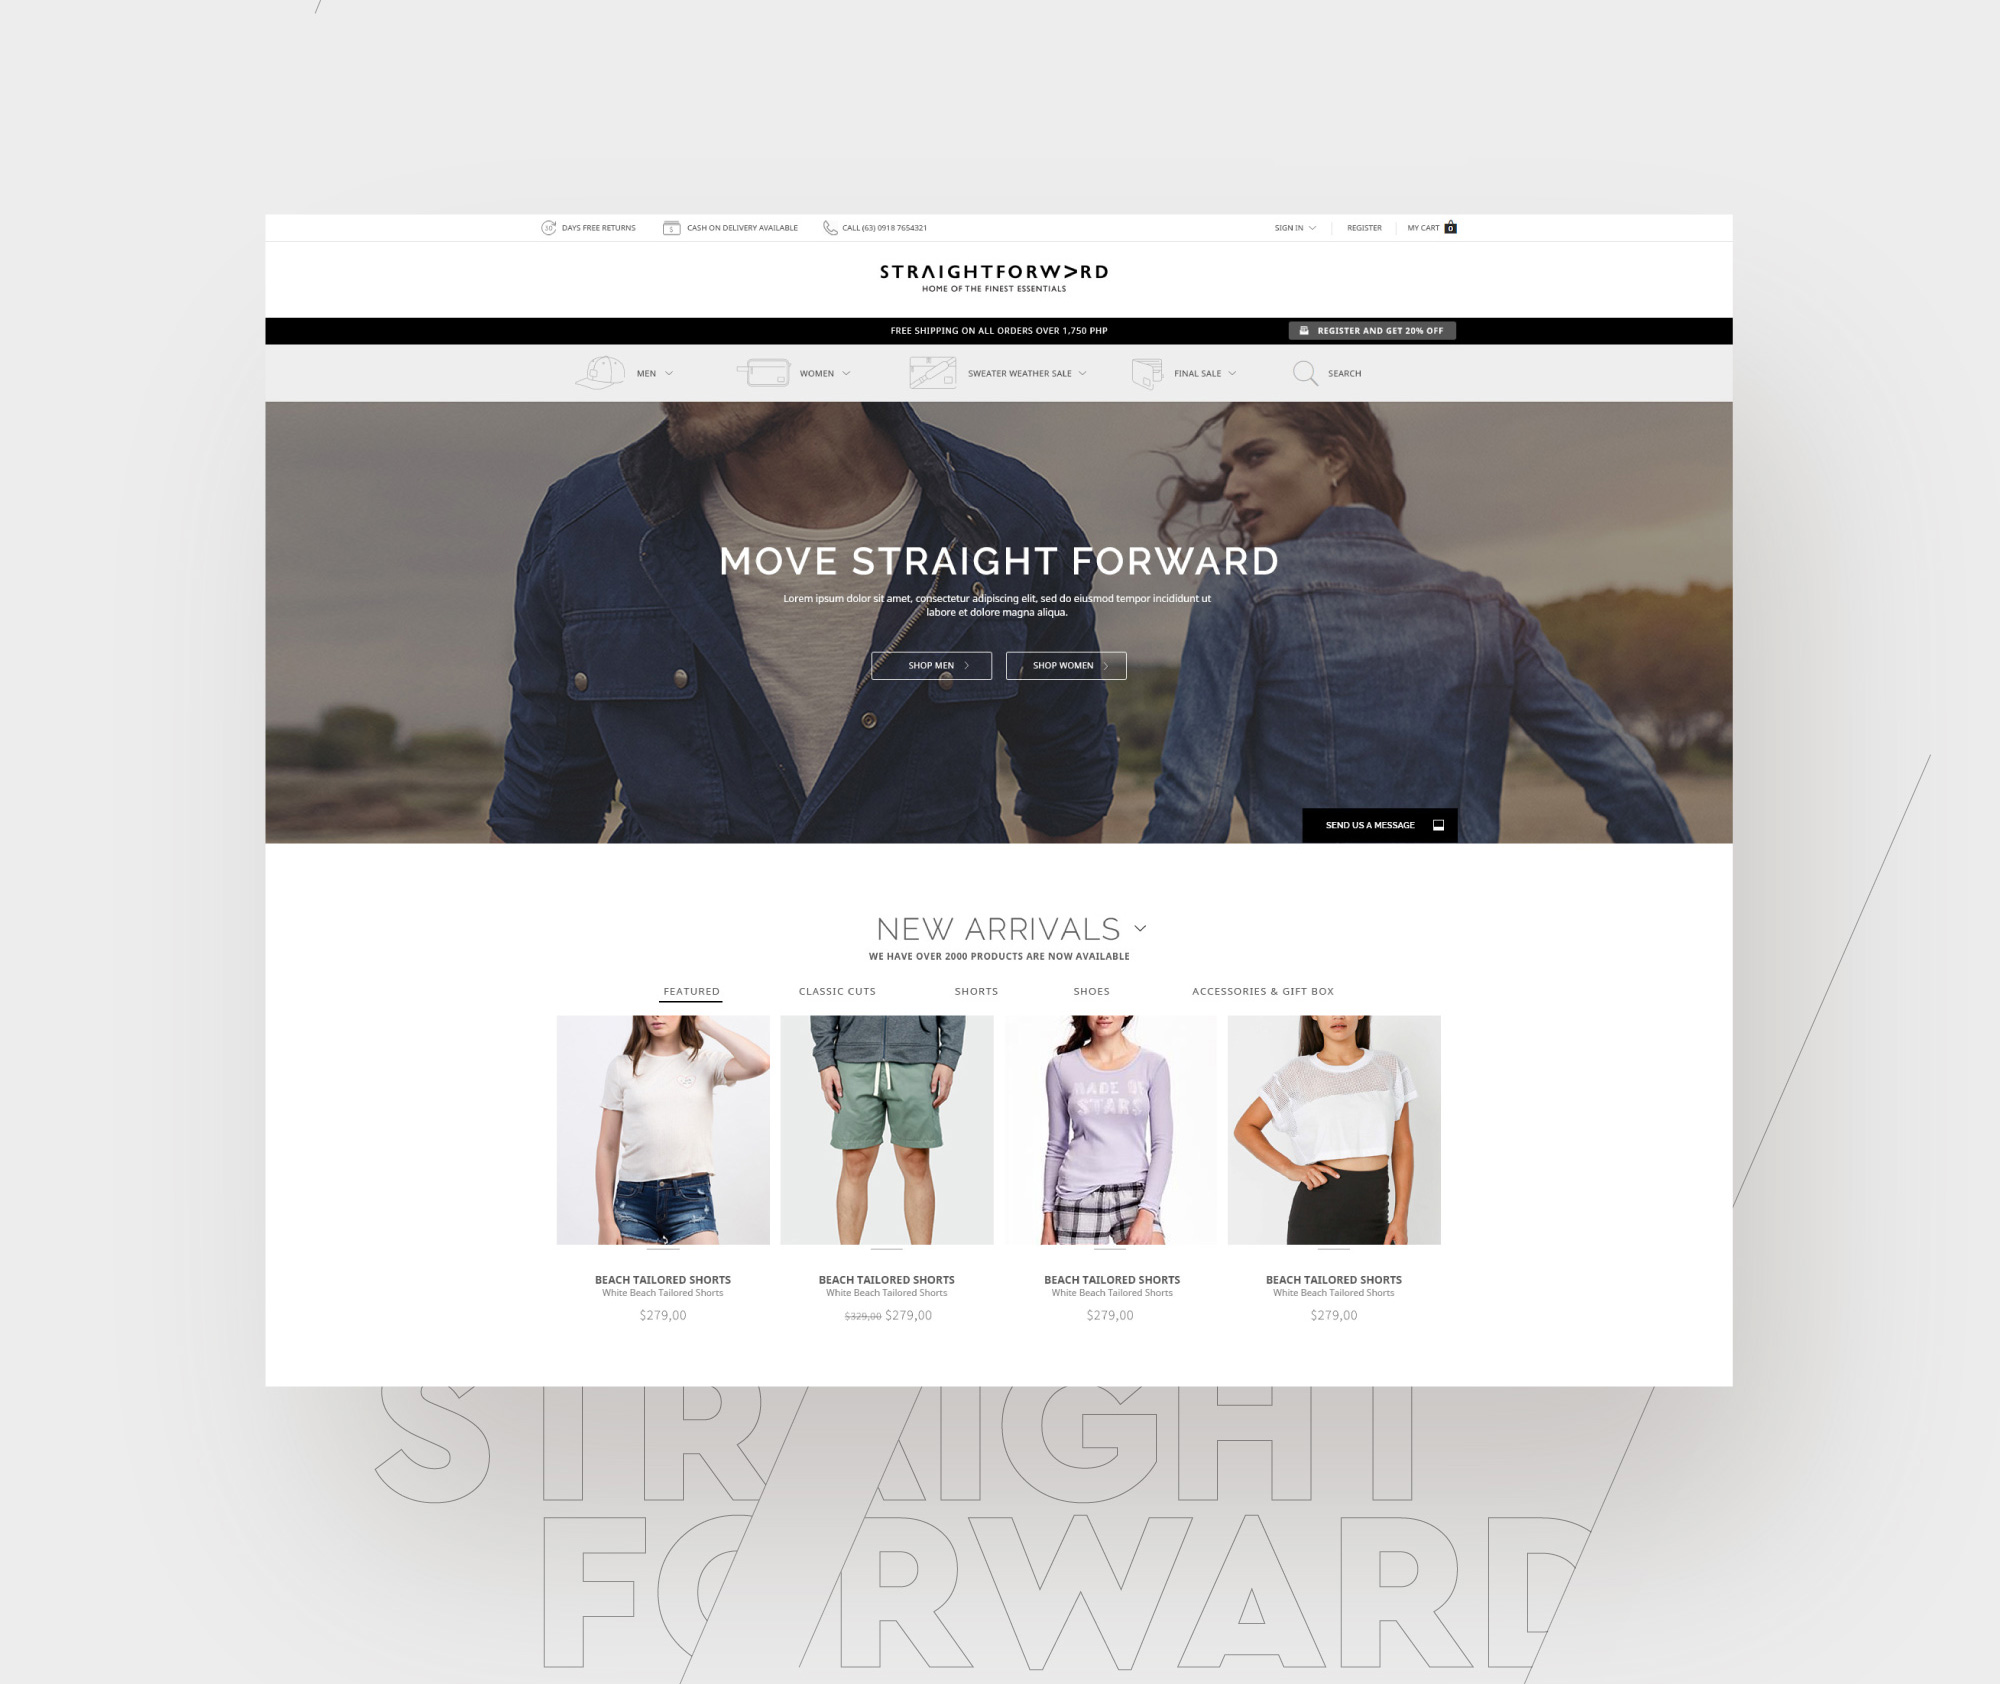 30 DAYS FREE RETURNS
$ CASH ON DELIVERY AVAILABLE
CALL (63) 0918 7654321
SIGN IN
REGISTER
MY CART 0
STRAIGHTFORW>RD
HOME OF THE FINEST ESSENTIALS
FREE SHIPPING ON ALL ORDERS OVER 1,750 PHP
REGISTER AND GET 20% OFF
MEN
WOMEN
SWEATER WEATHER SALE
FINAL SALE
SEARCH
MOVE STRAIGHT FORWARD
Lorem ipsum dolor sit amet, consectetur adipiscing elit, sed do eiusmod tempor incididunt ut
labore et dolore magna aliqua.
SHOP MEN
SHOP WOMEN
SEND US A MESSAGE
NEW ARRIVALS
WE HAVE OVER 2000 PRODUCTS ARE NOW AVAILABLE
FEATURED
CLASSIC CUTS
SHORTS
SHOES
ACCESSORIES & GIFT BOX
MADE OF
STARS
BEACH TAILORED SHORTS
White Beach Tailored Shorts
$279,00
BEACH TAILORED SHORTS
White Beach Tailored Shorts
$329,00 $279,00
BEACH TAILORED SHORTS
White Beach Tailored Shorts
$279,00
BEACH TAILORED SHORTS
White Beach Tailored Shorts
$279,00
STRAIGHT
FORWARD